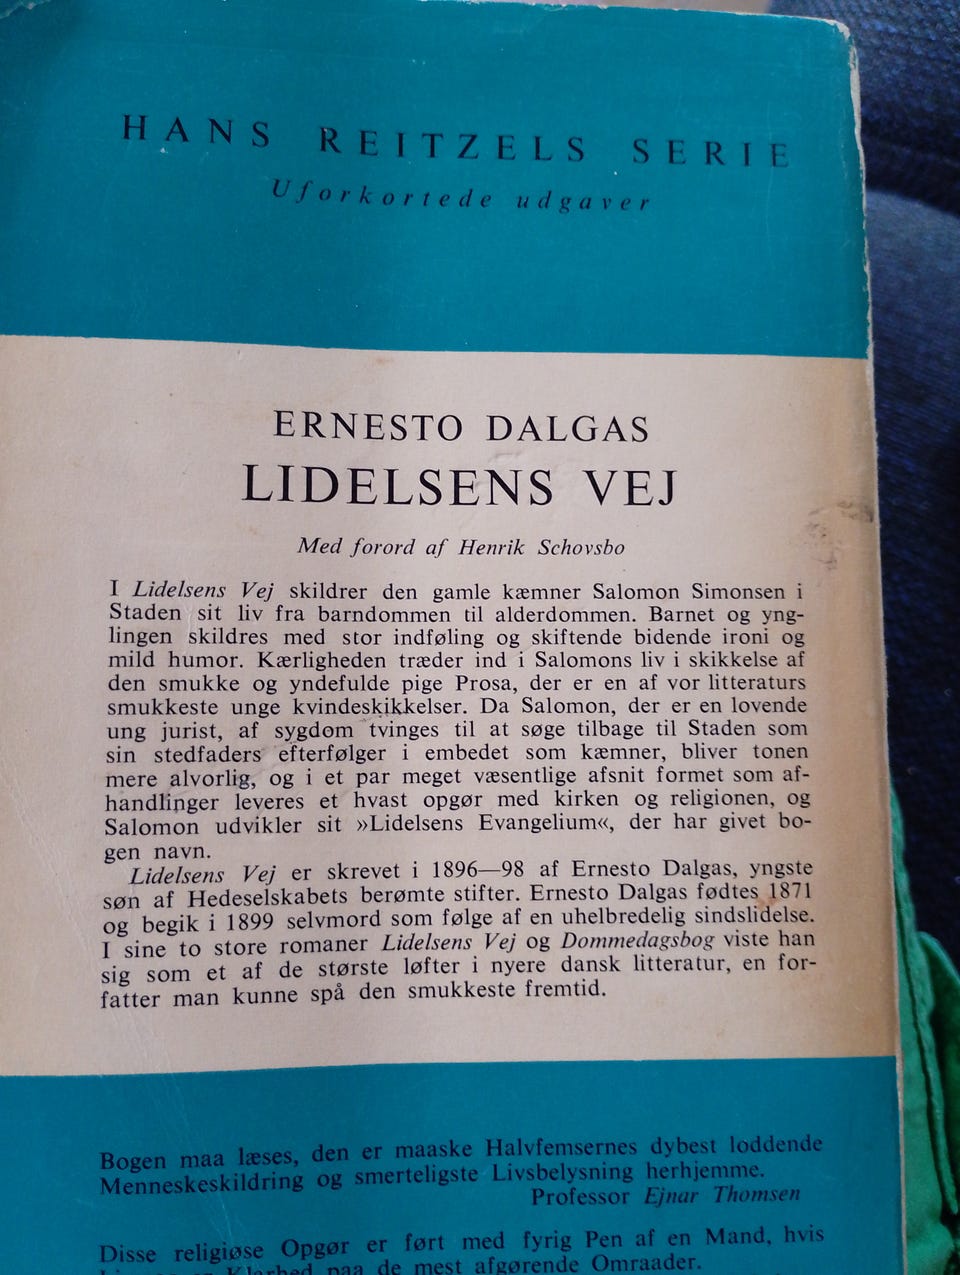 HANS REITZELS SERIE
Uforkortede udgaver
ERNESTO DALGAS
LIDELSENS VEJ
Med forord af Henrik Schovsbo
I Lidelsens Vej skildrer den gamle kæmner Salomon Simonsen i
Staden sit liv fra barndommen til alderdommen. Barnet og yng-
lingen skildres med stor indføling og skiftende bidende ironi og
mild humor. Kærligheden træder ind i Salomons liv i skikkelse af
den smukke og yndefulde pige Prosa, der er en af vor litteraturs
smukkeste unge kvindeskikkelser. Da Salomon, der er en lovende
ung jurist, af sygdom tvinges til at søge tilbage til Staden som
sin stedfaders efterfølger i embedet som kæmner, bliver tonen
mere alvorlig, og i et par meget væsentlige afsnit formet som af-
handlinger leveres et hvast opgør med kirken og religionen, og
Salomon udvikler sit »Lidelsens Evangelium«, der har givet bo-
gen navn.
Lidelsens Vej er skrevet i 1896—98 af Ernesto Dalgas, yngste
søn af Hedeselskabets berømte stifter. Ernesto Dalgas fødtes 1871
og begik i 1899 selvmord som følge af en uhelbredelig sindslidelse.
I sine to store romaner Lidelsens Vej og Dommedagsbog viste han
sig som et af de største løfter i nyere dansk litteratur, en for-
fatter man kunne spå den smukkeste fremtid.
Bogen maa læses, den er maaske Halvfemsernes dybest loddende
Menneskeskildring og smerteligste Livsbelysning herhjemme.
Professor Ejnar Thomsen
Disse religiøse Opgør er ført med fyrig Pen af en Mand, hvis
Klarhed paa de mest afgørende Omraader.